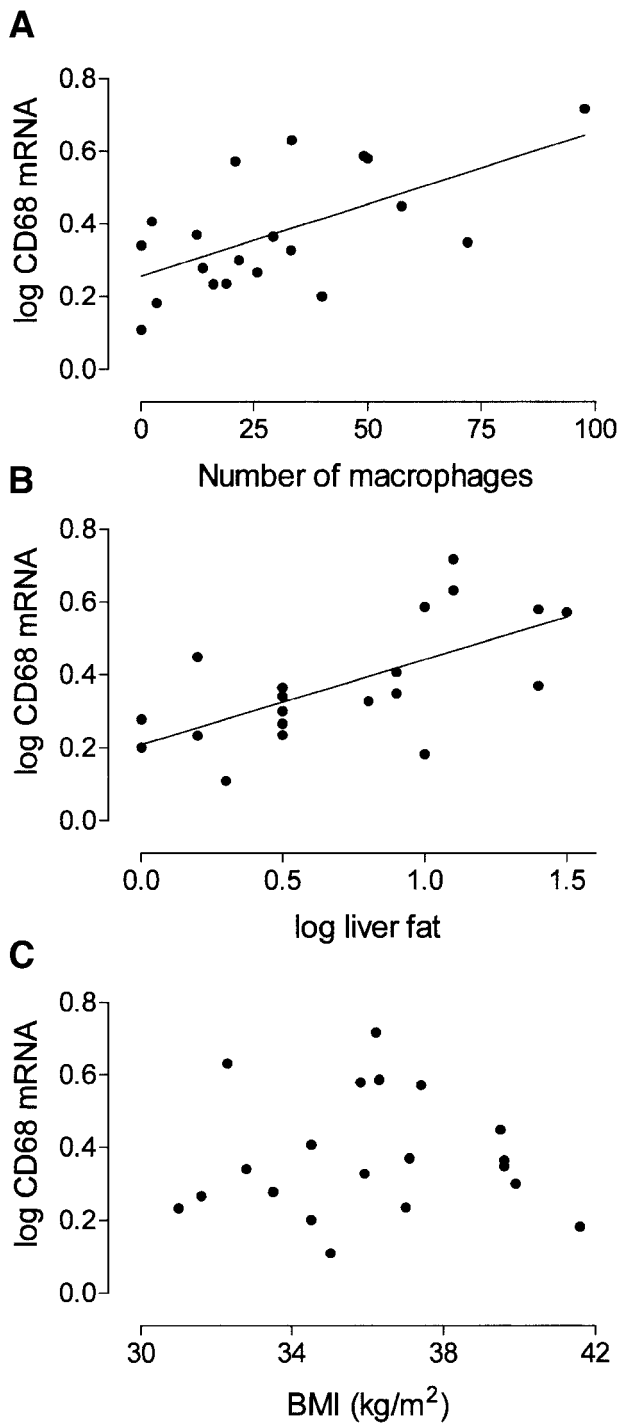 A
log CD68 mRNA
0.8
0.6
0.4
0.2
0.0
0 25 50 75 100
Number of macrophages
B
log CD68 mRNA
0.8
0.6
0.4
0.2
0.0
0.0 0.5 1.0 1.5
log liver fat
C
log CD68 mRNA
0.8
0.6
0.4
0.2
0.0
30 34 38 42
BMI (kg/m²)